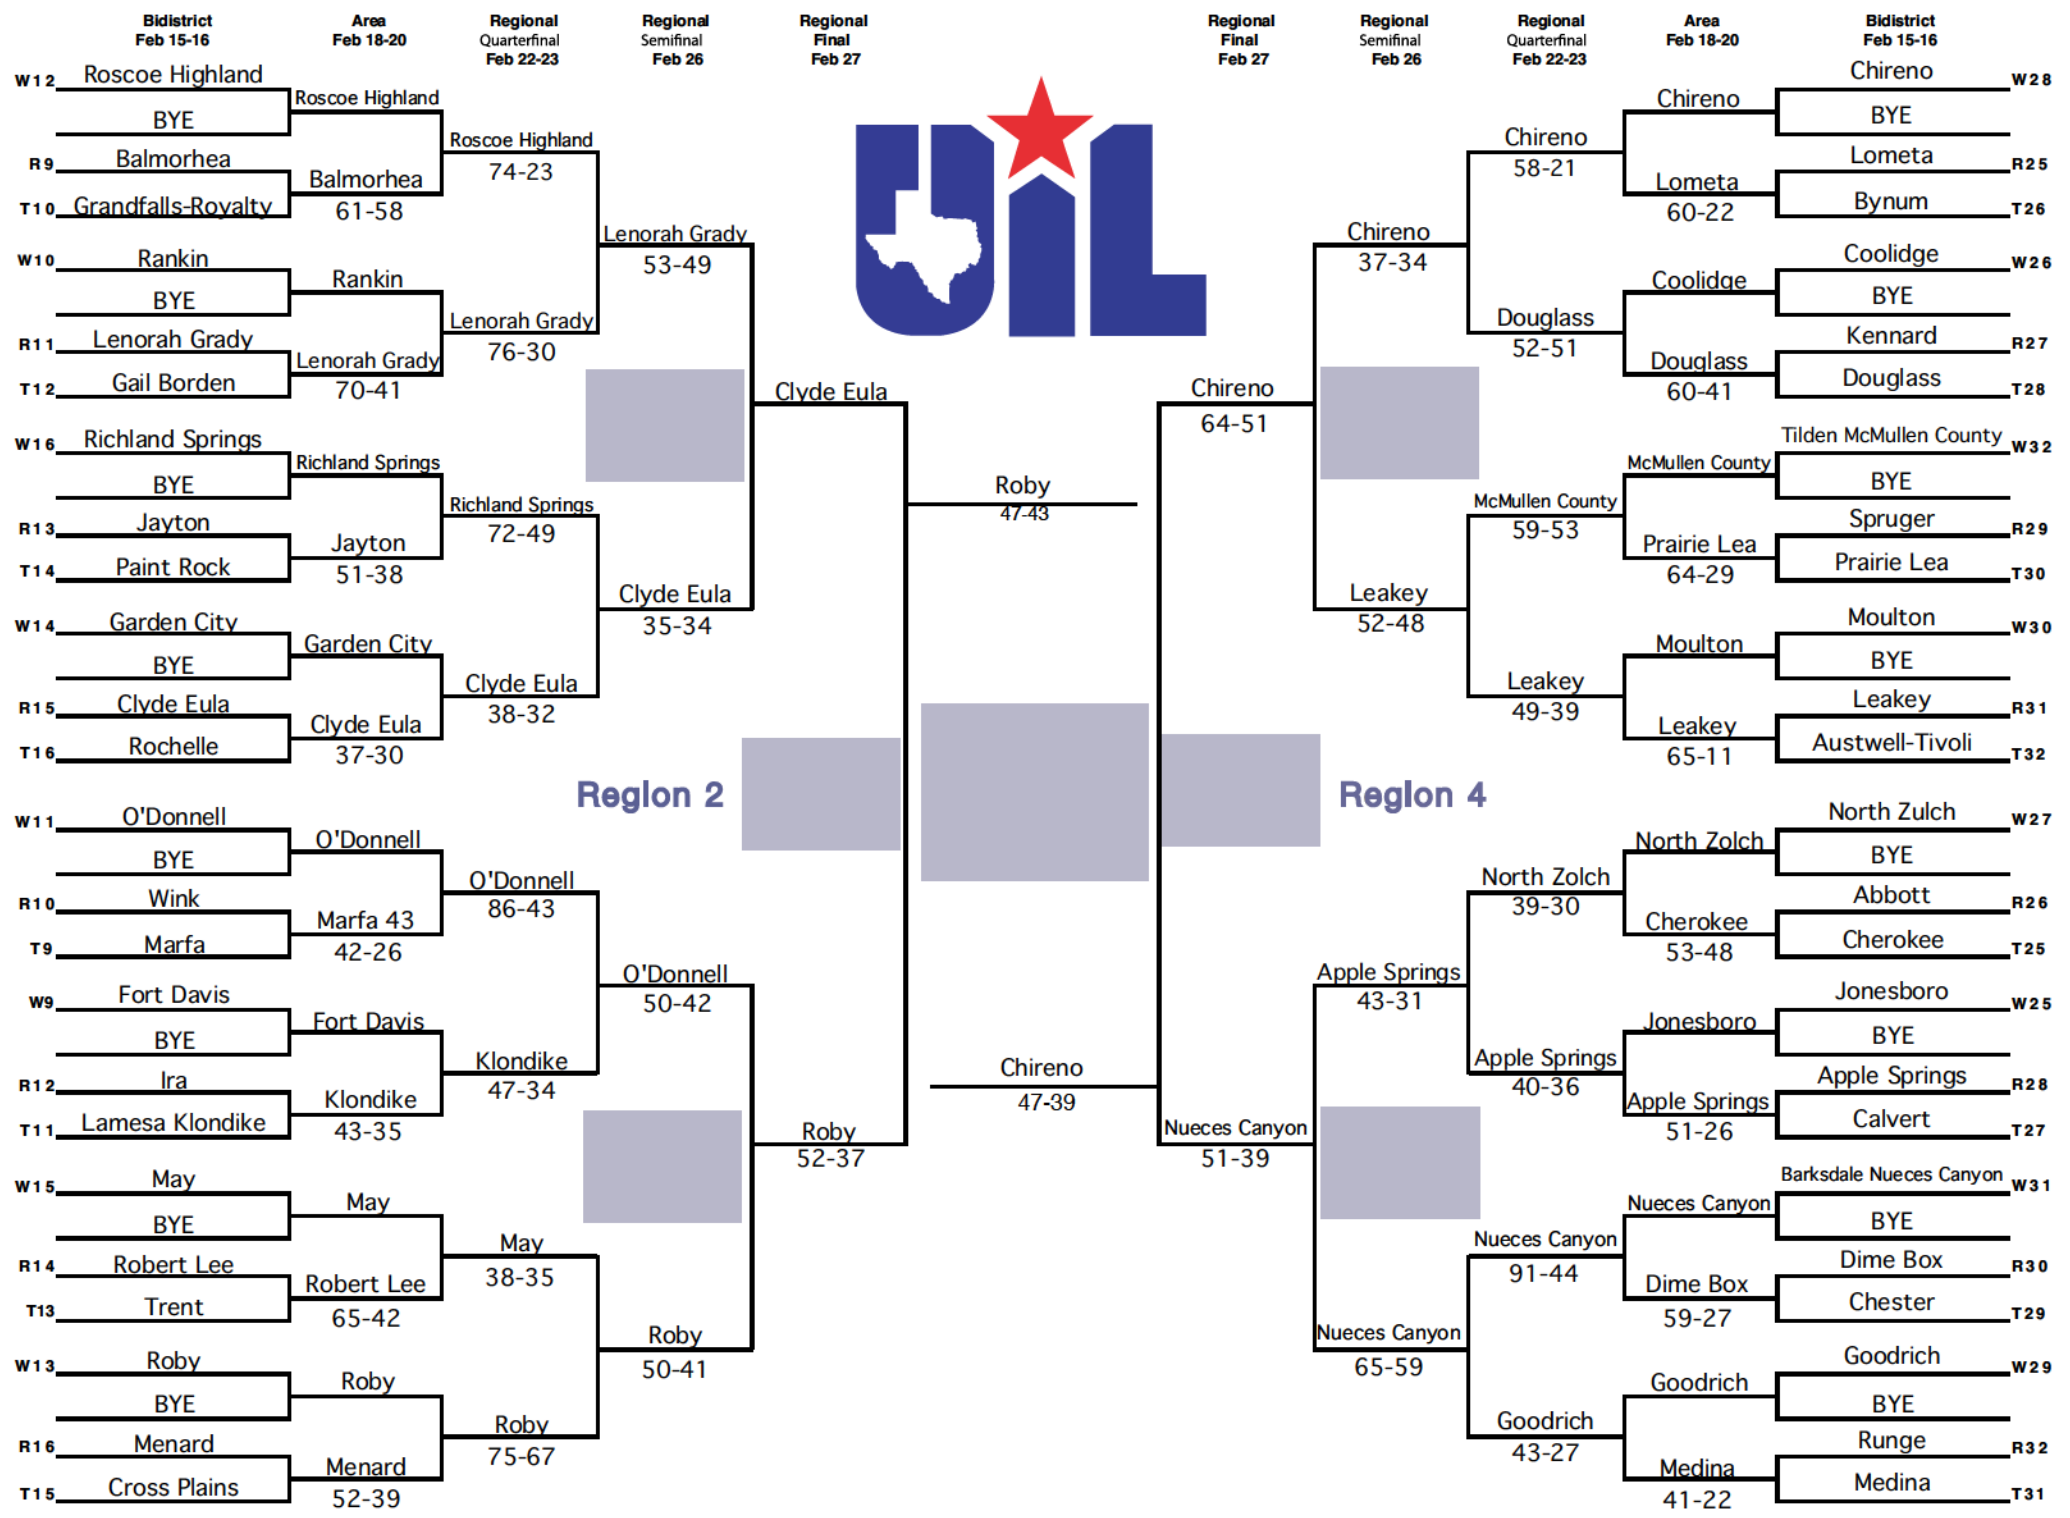 Bidistrict
Feb 15-16
Area
Feb 18-20
Regional
Quarterfinal
Feb 22-23
Regional
Semifinal
Feb 26
Regional
Final
Feb 27
Regional
Final
Feb 27
Regional
Semifinal
Feb 26
Regional
Quarterfinal
Feb 22-23
Area
Feb 18-20
Bidistrict
Feb 15-16
W12 Roscoe Highland
BYE
R9 Balmorhea
T10 Grandfalls-Royalty
W10 Rankin
BYE
R11 Lenorah Grady
T12 Gail Borden
W16 Richland Springs
BYE
R13 Jayton
T14 Paint Rock
W14 Garden City
BYE
R15 Clyde Eula
T16 Rochelle
W11 O'Donnell
BYE
R10 Wink
T9 Marfa
W9 Fort Davis
BYE
R12 Ira
T11 Lamesa Klondike
W15 May
BYE
R14 Robert Lee
T13 Trent
W13 Roby
BYE
R16 Menard
T15 Cross Plains
Roscoe Highland
Balmorhea
61-58
Rankin
Lenorah Grady
70-41
Richland Springs
Jayton
51-38
Garden City
Clyde Eula
37-30
O'Donnell
Marfa 43
42-26
Fort Davis
Klondike
43-35
May
Robert Lee
65-42
Roby
Menard
52-39
Roscoe Highland
74-23
Lenorah Grady
76-30
Richland Springs
72-49
Clyde Eula
38-32
O'Donnell
86-43
Klondike
47-34
May
38-35
Roby
75-67
Lenorah Grady
53-49
Clyde Eula
35-34
Region 2
O'Donnell
50-42
Roby
50-41
Clyde Eula
Roby
52-37
UIL
Roby
47-43
Chireno
47-39
Chireno
64-51
Nueces Canyon
51-39
Chireno
37-34
Leakey
52-48
Region 4
Apple Springs
43-31
Nueces Canyon
65-59
Chireno
58-21
Douglass
52-51
McMullen County
59-53
Leakey
49-39
North Zolch
39-30
Apple Springs
40-36
Nueces Canyon
91-44
Goodrich
43-27
Chireno
Lometa
60-22
Coolidge
Douglass
60-41
McMullen County
Prairie Lea
64-29
Moulton
Leakey
65-11
North Zolch
Cherokee
53-48
Jonesboro
Apple Springs
51-26
Nueces Canyon
Dime Box
59-27
Goodrich
Medina
41-22
Chireno W28
BYE
Lometa R25
Bynum T26
Coolidge W26
BYE
Kennard R27
Douglass T28
Tilden McMullen County W32
BYE
Spruger R29
Prairie Lea T30
Moulton W30
BYE
Leakey R31
Austwell-Tivoli T32
North Zulch W27
BYE
Abbott R26
Cherokee T25
Jonesboro W25
BYE
Apple Springs R28
Calvert T27
Barksdale Nueces Canyon W31
BYE
Dime Box R30
Chester T29
Goodrich W29
BYE
Runge R32
Medina T31